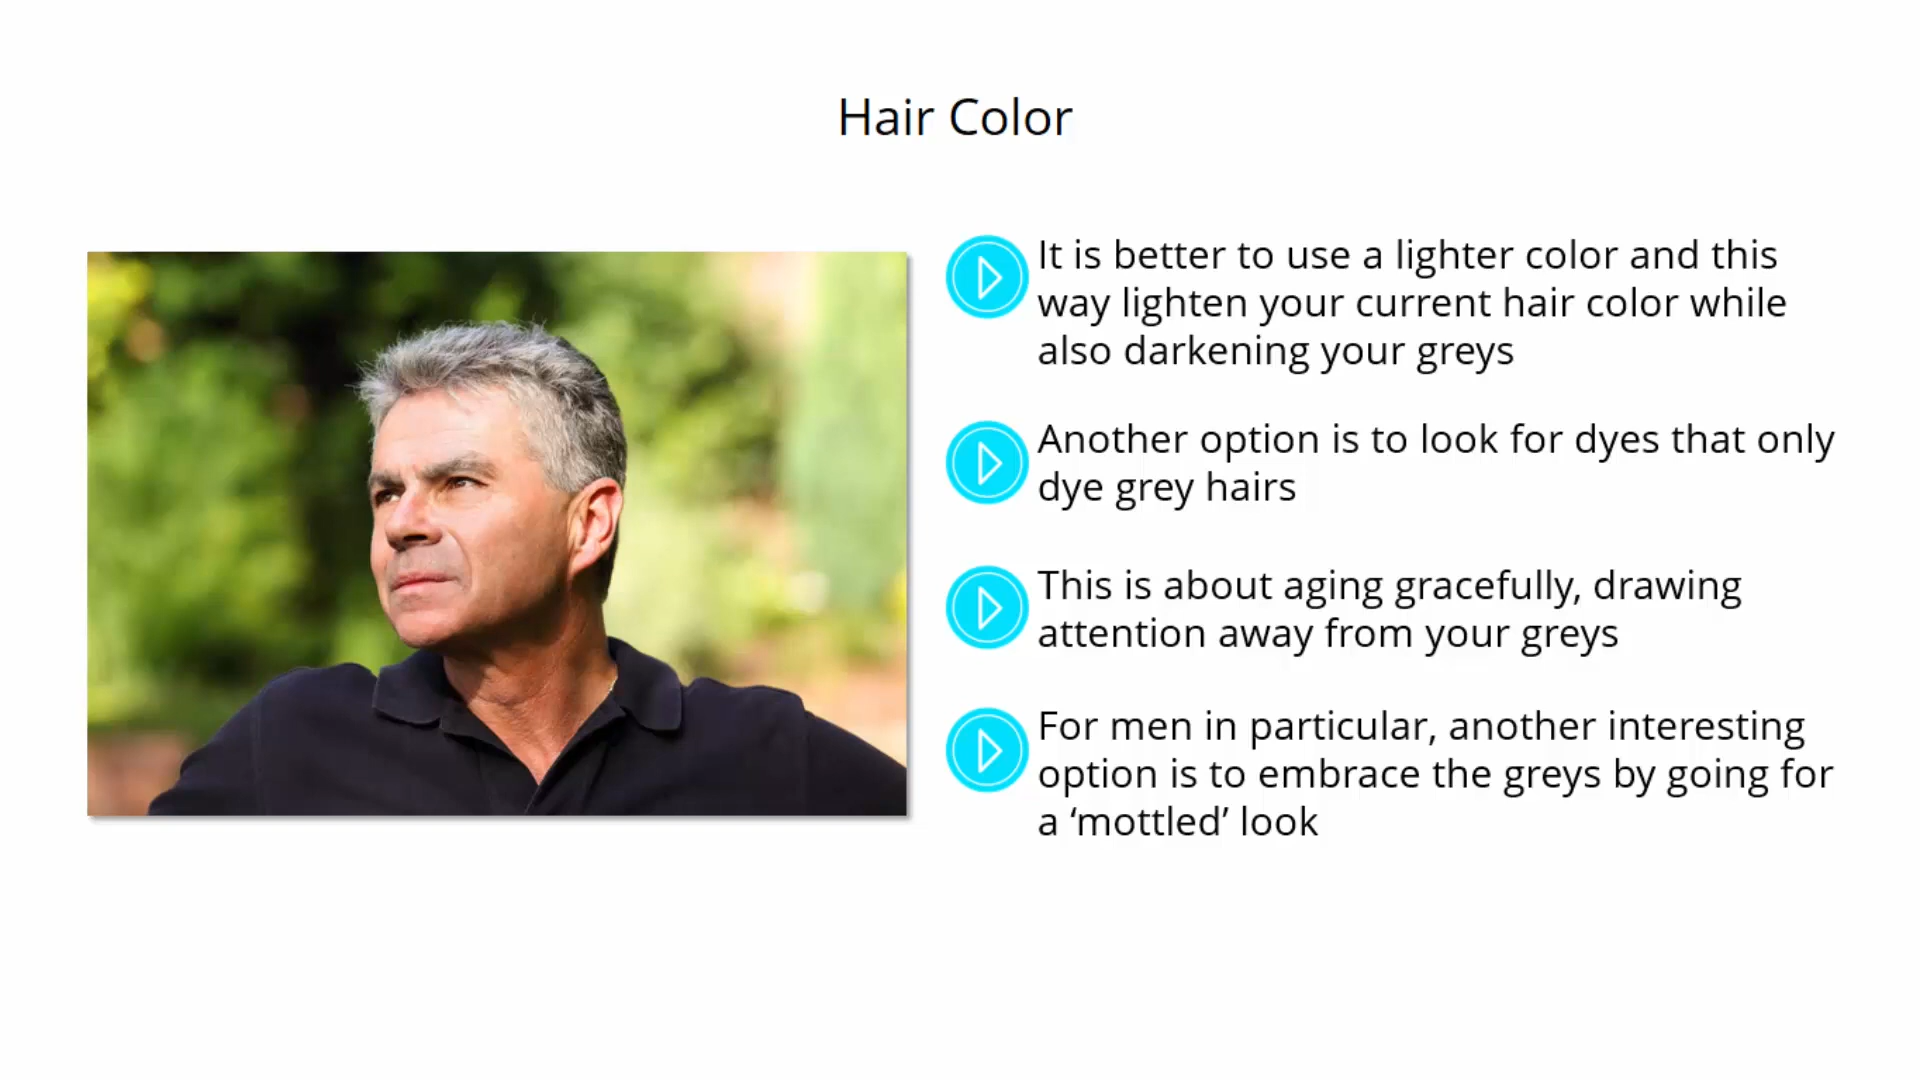 Hair Color
It is better to use a lighter color and this
way lighten your current hair color while
also darkening your greys
Another option is to look for dyes that only
dye grey hairs
This is about aging gracefully, drawing
attention away from your greys
For men in particular, another interesting
option is to embrace the greys by going for
a ‘mottled’ look